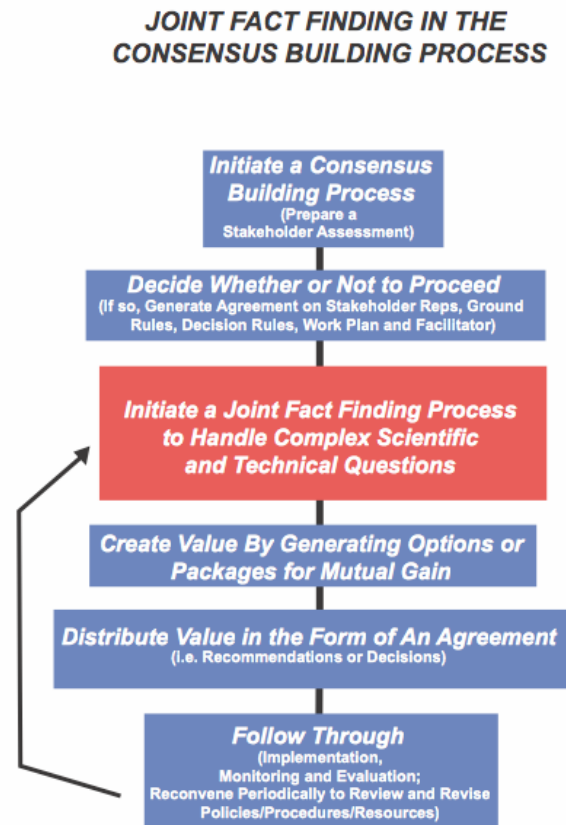 JOINT FACT FINDING IN THE
CONSENSUS BUILDING PROCESS
Initiate a Consensus
Building Process
(Prepare a
Stakeholder Assessment)
Decide Whether or Not to Proceed
(If so, Generate Agreement on Stakeholder Reps, Ground
Rules, Decision Rules, Work Plan and Facilitator)
Initiate a Joint Fact Finding Process
to Handle Complex Scientific
and Technical Questions
Create Value By Generating Options or
Packages for Mutual Gain
Distribute Value in the Form of An Agreement
(i.e. Recommendations or Decisions)
Follow Through
(Implementation,
Monitoring and Evaluation;
Reconvene Periodically to Review and Revise
Policies/Procedures/Resources)